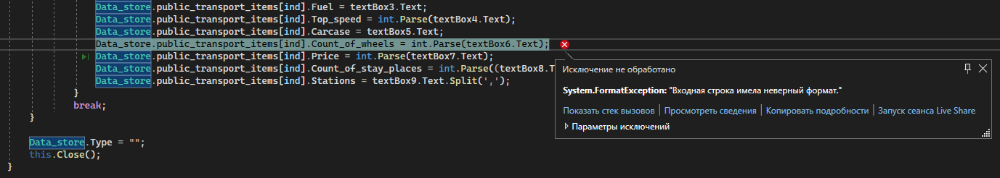 Data_store.public_transport_items[ind].Fuel = textBox3.Text;
Data_store.public_transport_items[ind].Top_speed = int.Parse(textBox4.Text);
Data_store.public_transport_items[ind].Carcase = textBox5.Text;
Data_store.public_transport_items[ind].Count_of_wheels = int.Parse(textBox6.Text);
Data_store.public_transport_items[ind].Price = int.Parse(textBox7.Text);
Data_store.public_transport_items[ind].Count_of_stay_places = int.Parse((textBox8.T
Data_store.public_transport_items[ind].Stations = textBox9.Text.Split(',');
}
break;
}
Data_store.Type = "";
this.Close();
}
Исключение не обработано
System.FormatException: "Входная строка имела неверный формат."
Показать стек вызовов | Просмотреть сведения | Копировать подробности | Запуск сеанса Live Share
Параметры исключений